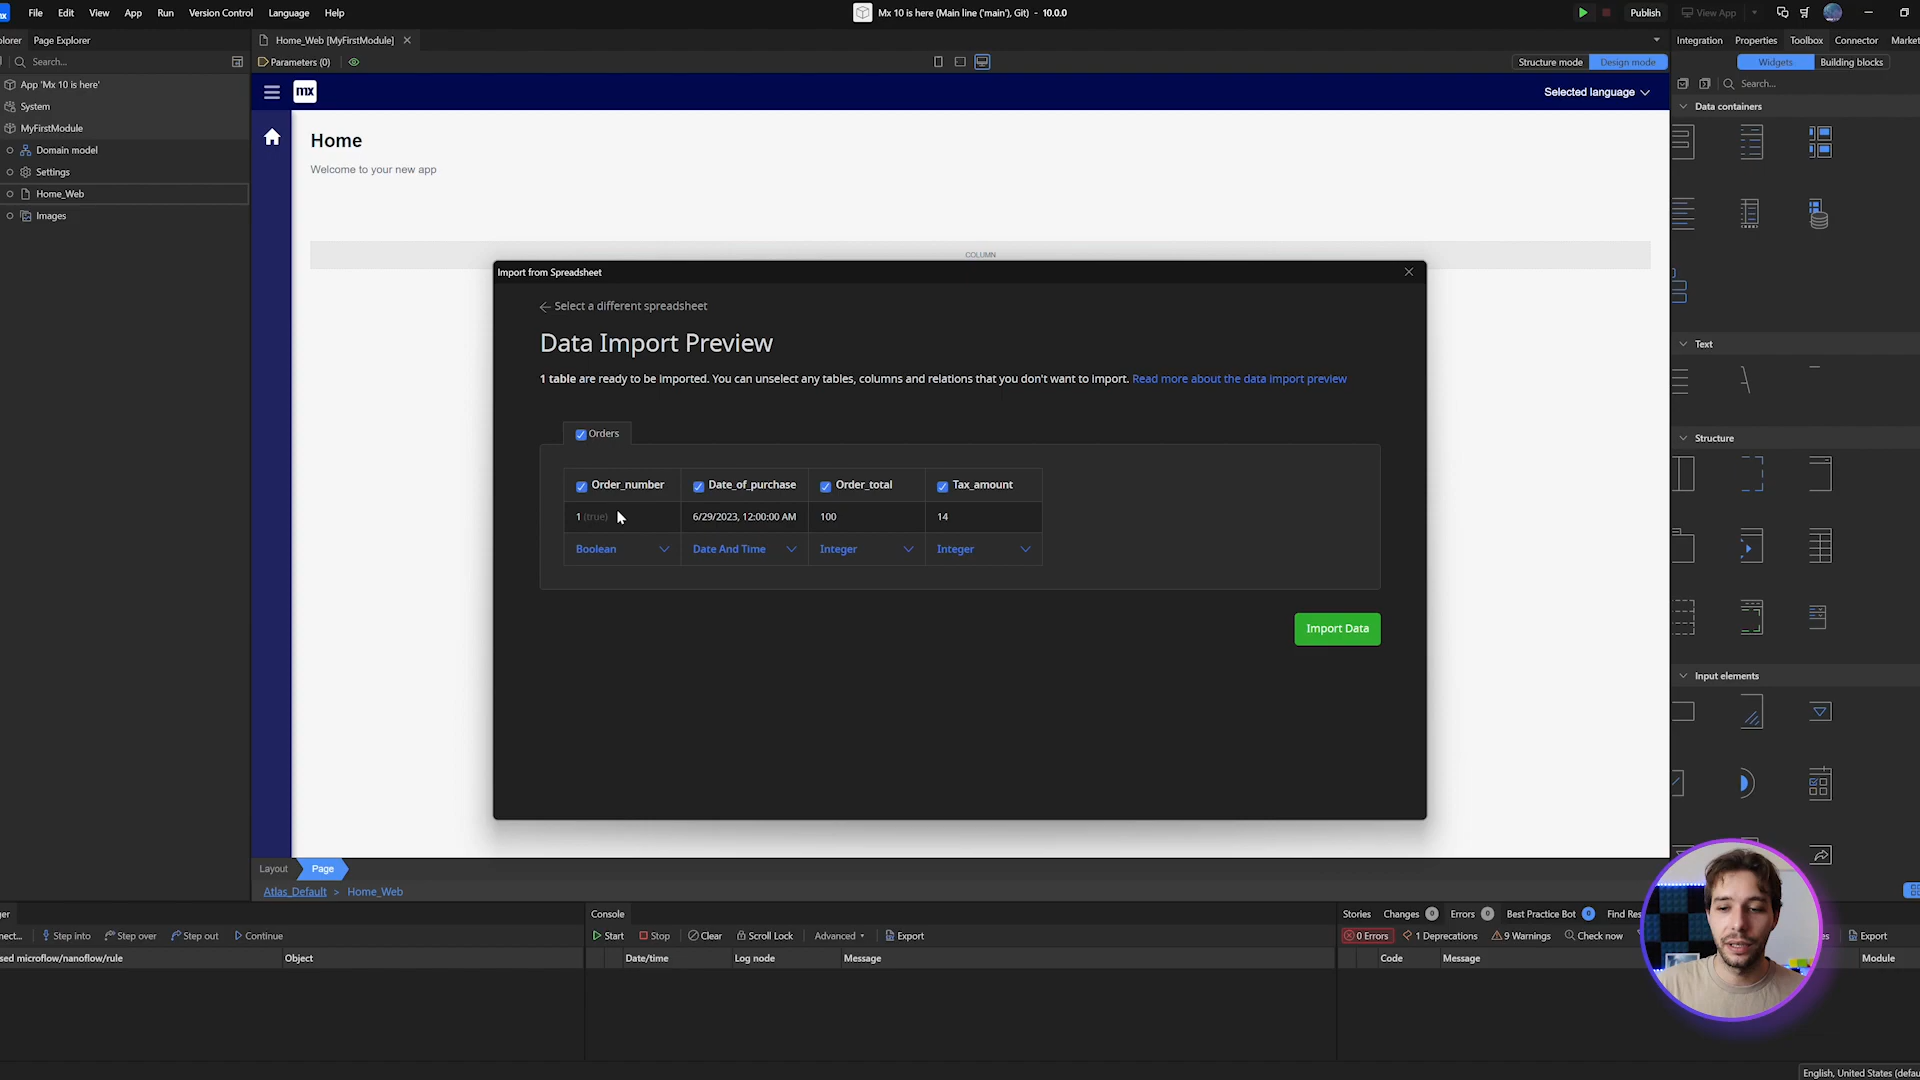 File Edit View App Run Version Control Language Help
Mx 10 is here (Main line ('main'), Git) - 10.0.0
Publish View App
Page Explorer
Home_Web [MyFirstModule]
Integration Properties Toolbox Connector
Search...
Parameters (0)
Structure mode Design mode
Widgets Building blocks
App 'Mx 10 is here'
mx
Selected language
Search...
System
Data containers
MyFirstModule
Domain model
Settings
Home_Web
Images
Home
Welcome to your new app
COLUMN
Import from Spreadsheet
Select a different spreadsheet
Data Import Preview
1 table are ready to be imported. You can unselect any tables, columns and relations that you don't want to import. Read more about the data import preview
Orders
Order_number Date_of_purchase Order_total Tax_amount
1 (true) 6/29/2023, 12:00:00 AM 100 14
Boolean Date And Time Integer Integer
Import Data
Text
Structure
Input elements
Layout Page
Atlas_Default > Home_Web
Step into Step over Step out Continue
Object
Console
Start Stop Clear Scroll Lock Advanced Export
Date/time Log node Message
Stories Changes 0 Errors 0 Best Practice Bot 0 Find Res
0 Errors 1 Deprecations 9 Warnings Check now Export
Code Message Module
sed microflow/nanoflow/rule
English, United States (defau